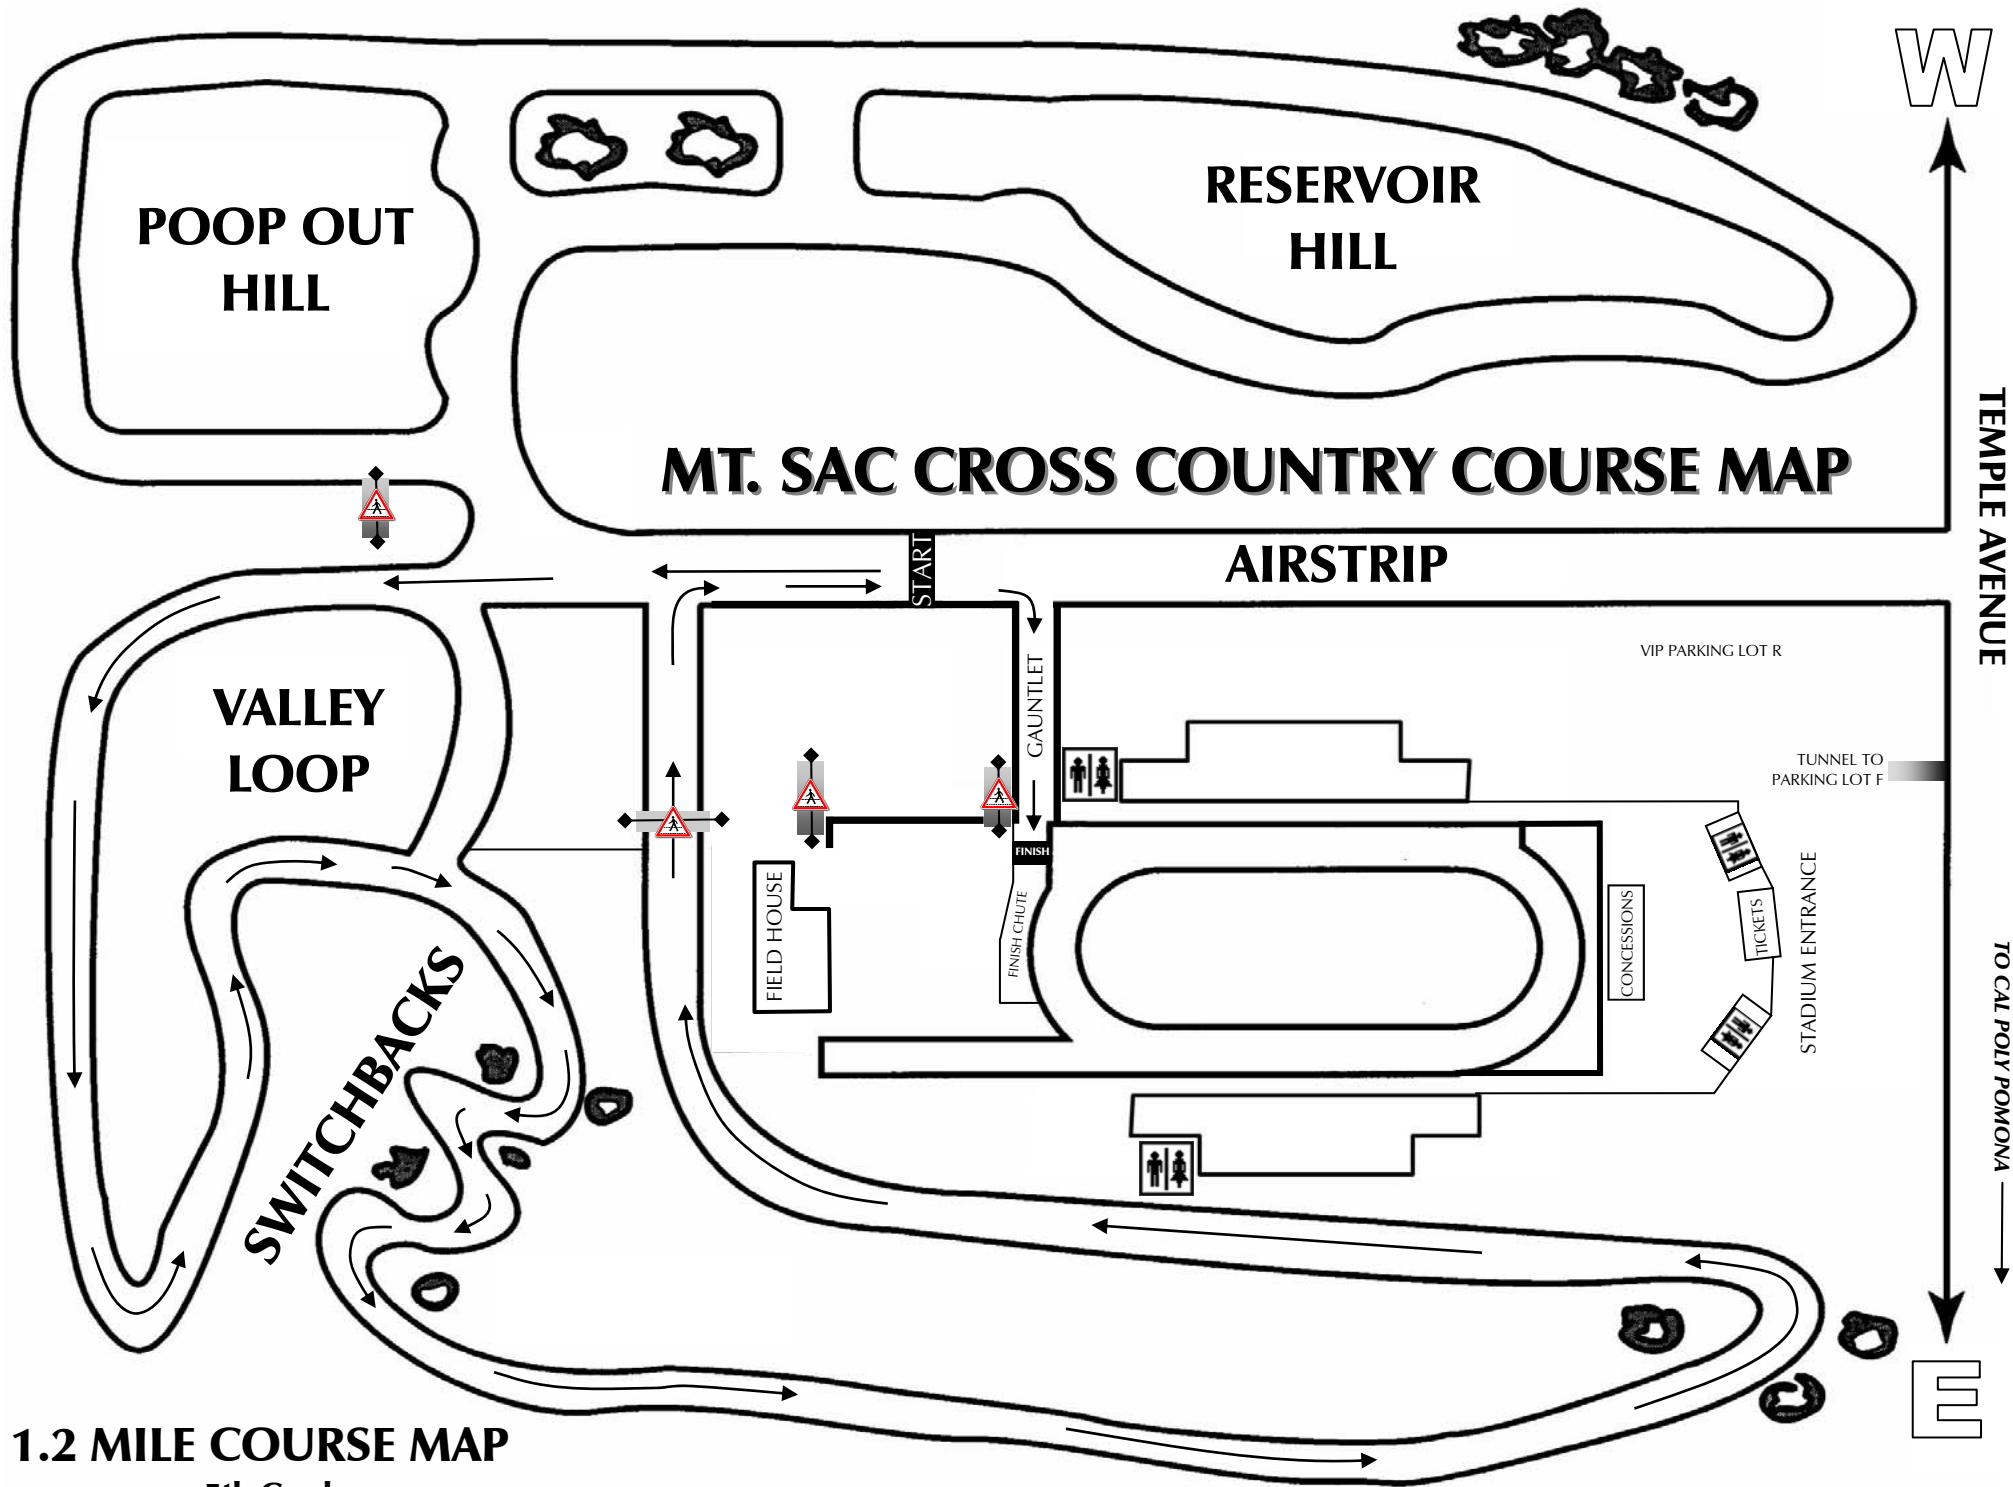 W
POOP OUT
HILL
RESERVOIR
HILL
MT. SAC CROSS COUNTRY COURSE MAP
TEMPLE AVENUE
START
AIRSTRIP
VALLEY
LOOP
GAUNTLET
VIP PARKING LOT R
TUNNEL TO
PARKING LOT F
FINISH
FINISH CHUTE
FIELD HOUSE
CONCESSIONS
TICKETS
STADIUM ENTRANCE
TO CAL POLY POMONA
SWITCHBACKS
E
1.2 MILE COURSE MAP